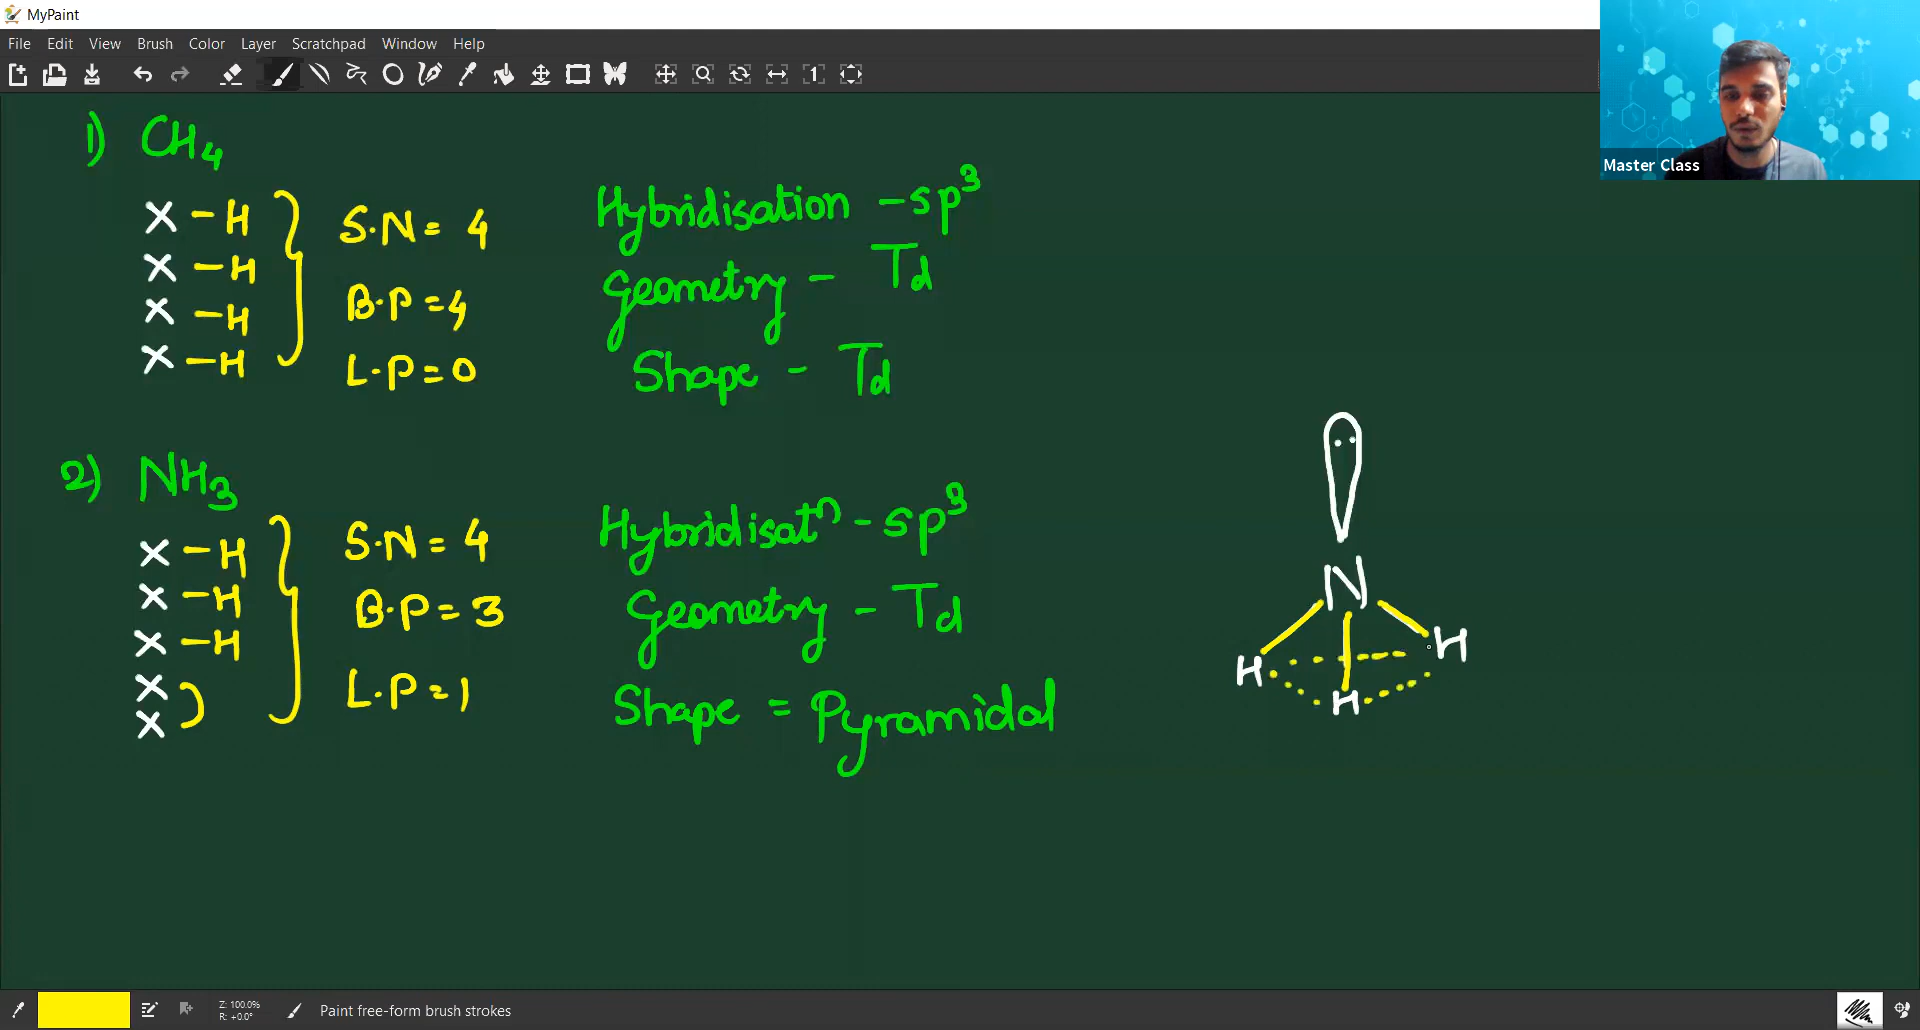 MyPaint
File Edit View Brush Color Layer Scratchpad Window Help
Master Class
1) CH4
X - H
X - H
X - H
X - H
S.N = 4
B.P = 4
L.P = 0
Hybridisation - sp3
Geometry - Td
Shape - Td
2) NH3
X - H
X - H
X - H
X
X
S.N = 4
B.P = 3
L.P = 1
Hybridisatn - sp3
Geometry - Td
Shape = Pyramidal
N
H H
H
Z: 100.0%
R: +0.0°
Paint free-form brush strokes